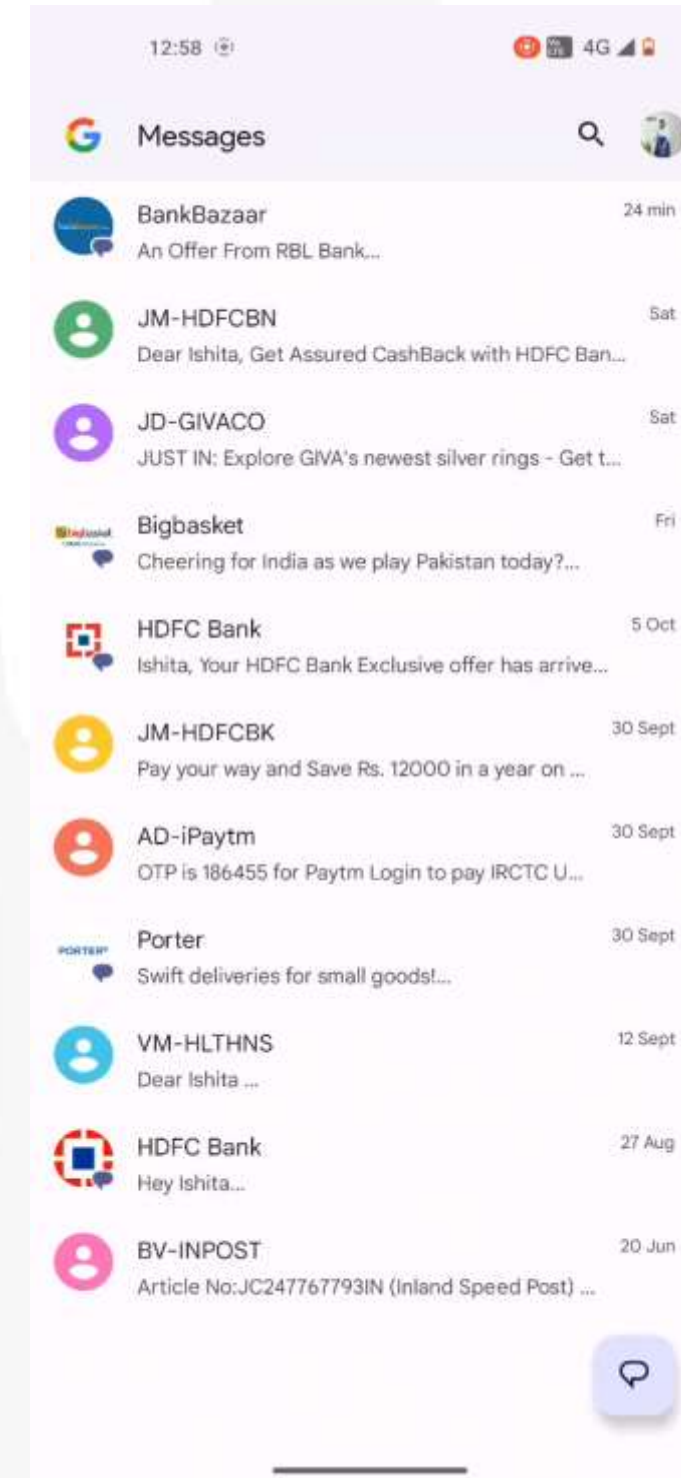 12:58 4G
G Messages
BankBazaar 24 min
An Offer From RBL Bank...
JM-HDFCBN Sat
Dear Ishita, Get Assured CashBack with HDFC Ban...
JD-GIVACO Sat
JUST IN: Explore GIVA's newest silver rings - Get t...
bigbasket
Bigbasket Fri
Cheering for India as we play Pakistan today?...
HDFC Bank 5 Oct
Ishita, Your HDFC Bank Exclusive offer has arrive...
JM-HDFCBK 30 Sept
Pay your way and Save Rs. 12000 in a year on ...
AD-iPaytm 30 Sept
OTP is 186455 for Paytm Login to pay IRCTC U...
PORTER
Porter 30 Sept
Swift deliveries for small goods!...
VM-HLTHNS 12 Sept
Dear Ishita ...
HDFC Bank 27 Aug
Hey Ishita...
BV-INPOST 20 Jun
Article No:JC247767793IN (Inland Speed Post) ...